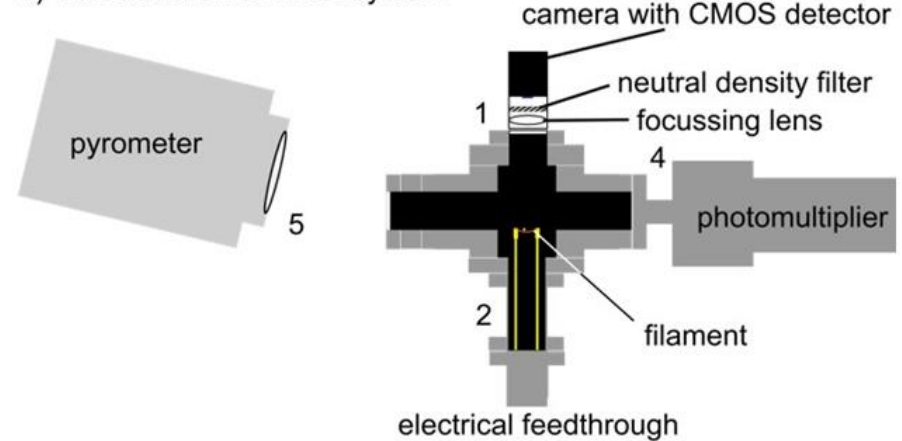 camera with CMOS detector
neutral density filter
1
focussing lens
pyrometer
4
photomultiplier
5
2
filament
electrical feedthrough